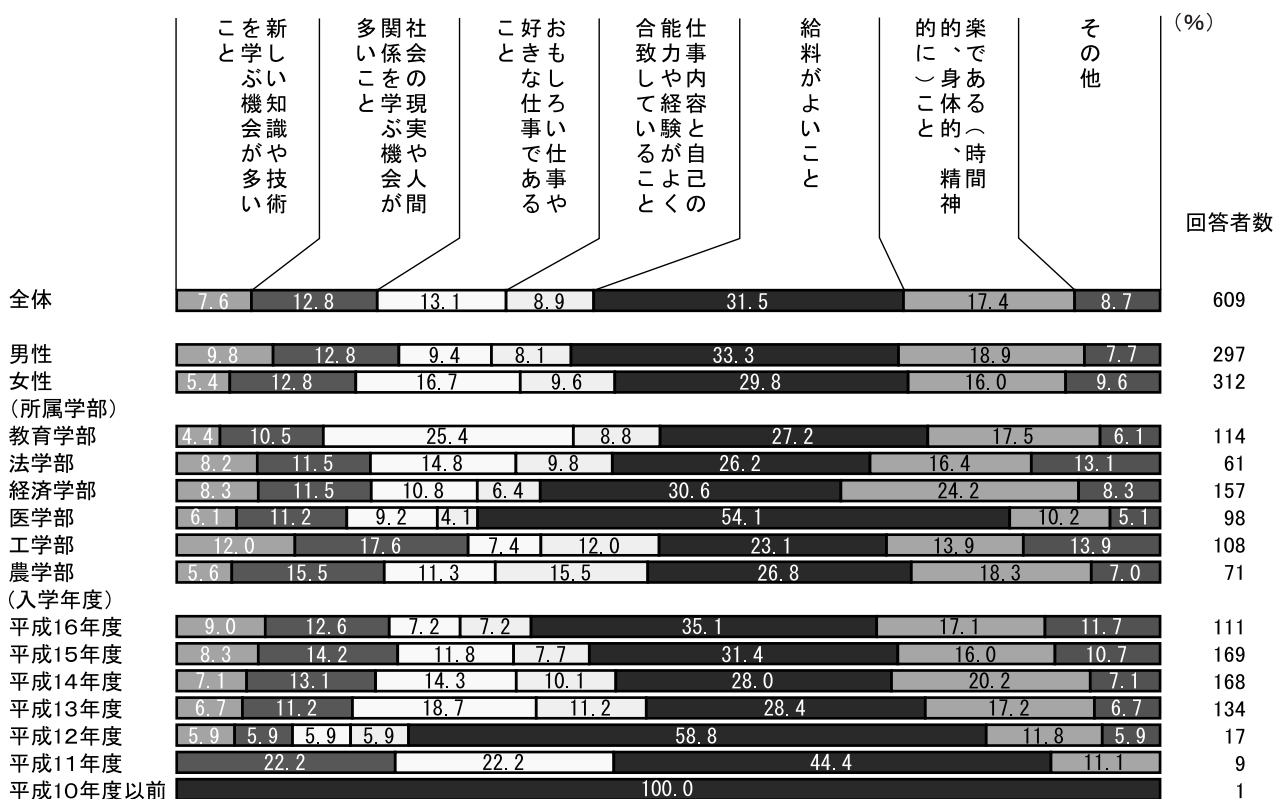 新しい知識や技術
を学ぶ機会が多い
こと
社会の現実や人間
関係を学ぶ機会が
多いこと
おもしろい仕事や
好きな仕事である
こと
仕事内容と自己の
能力や経験がよく
合致していること
給料がよいこと
楽である（時間
的、身体的、精神
的に）こと
その他
(%)
回答者数
全体 7.6 12.8 13.1 8.9 31.5 17.4 8.7 609
男性 9.8 12.8 9.4 8.1 33.3 18.9 7.7 297
女性 5.4 12.8 16.7 9.6 29.8 16.0 9.6 312
(所属学部)
教育学部 4.4 10.5 25.4 8.8 27.2 17.5 6.1 114
法学部 8.2 11.5 14.8 9.8 26.2 16.4 13.1 61
経済学部 8.3 11.5 10.8 6.4 30.6 24.2 8.3 157
医学部 6.1 11.2 9.2 4.1 54.1 10.2 5.1 98
工学部 12.0 17.6 7.4 12.0 23.1 13.9 13.9 108
農学部 5.6 15.5 11.3 15.5 26.8 18.3 7.0 71
(入学年度)
平成16年度 9.0 12.6 7.2 7.2 35.1 17.1 11.7 111
平成15年度 8.3 14.2 11.8 7.7 31.4 16.0 10.7 169
平成14年度 7.1 13.1 14.3 10.1 28.0 20.2 7.1 168
平成13年度 6.7 11.2 18.7 11.2 28.4 17.2 6.7 134
平成12年度 5.9 5.9 5.9 5.9 58.8 11.8 5.9 17
平成11年度 22.2 22.2 44.4 11.1 9
平成10年度以前 100.0 1